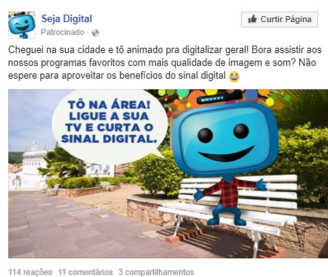 Seja Digital
Patrocinado ·
Curtir Página
Cheguei na sua cidade e tô animado pra digitalizar geral! Bora assistir aos
nossos programas favoritos com mais qualidade de imagem e som? Não
espere para aproveitar os benefícios do sinal digital 😂
TÔ NA ÁREA!
LIGUE A SUA
TV E CURTA O
SINAL DIGITAL.
114 reações 11 comentários 3 compartilhamentos